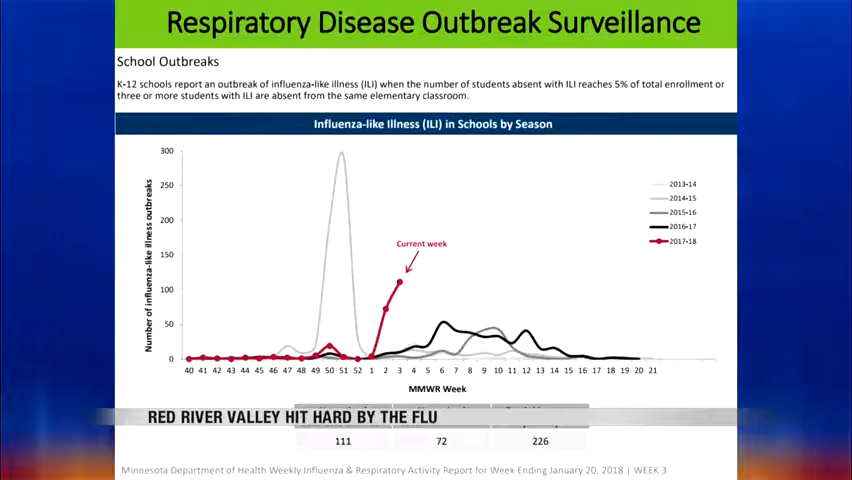 Respiratory Disease Outbreak Surveillance
School Outbreaks
K-12 schools report an outbreak of influenza-like illness (ILI) when the number of students absent with ILI reaches 5% of total enrollment or
three or more students with ILI are absent from the same elementary classroom.
Influenza-like Illness (ILI) in Schools by Season
Number of influenza-like illness outbreaks
300
250
200
150
100
50
0
2013-14
2014-15
2015-16
2016-17
2017-18
Current week
40 41 42 43 44 45 46 47 48 49 50 51 52 1 2 3 4 5 6 7 8 9 10 11 12 13 14 15 16 17 18 19 20 21
MMWR Week
RED RIVER VALLEY HIT HARD BY THE FLU
111 72 226
Minnesota Department of Health Weekly Influenza & Respiratory Activity Report for Week Ending January 20, 2018 | WEEK 3